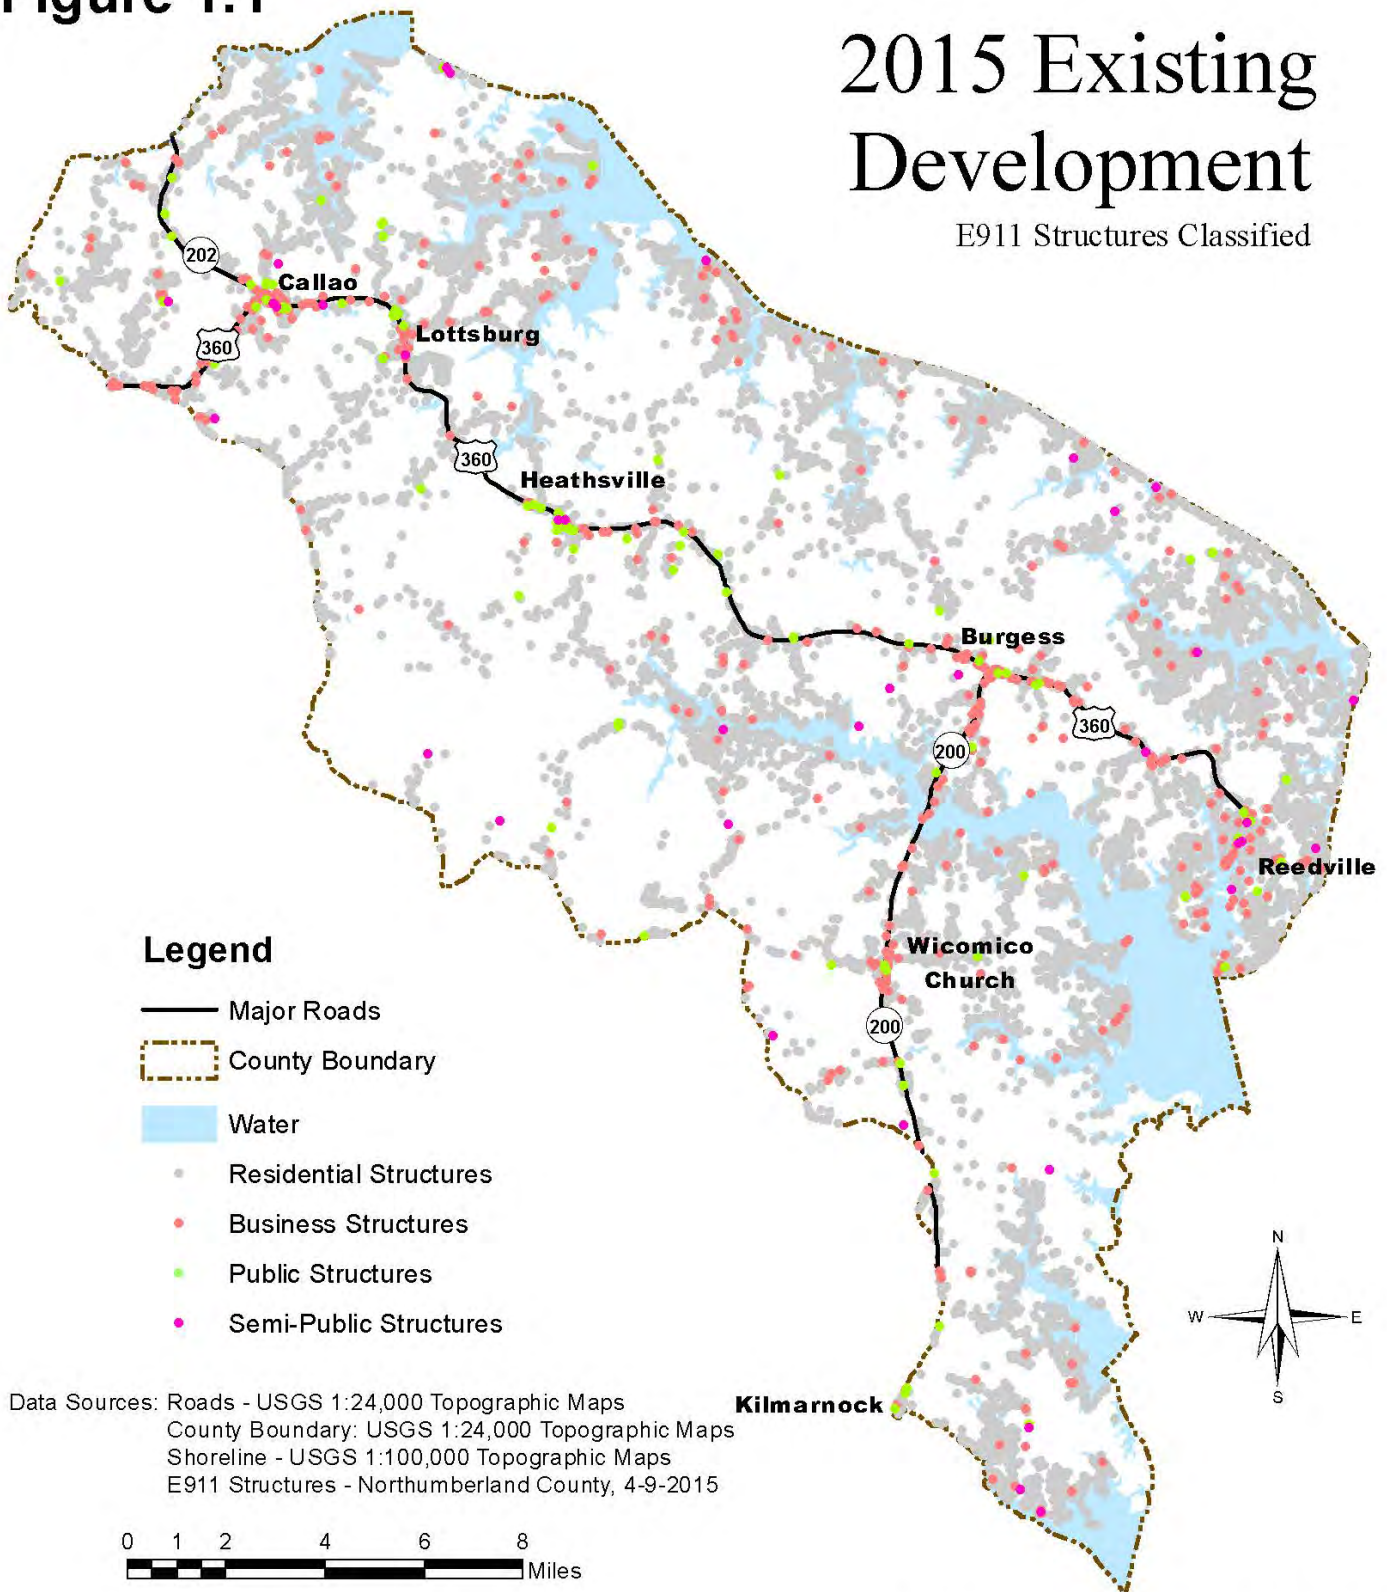 Figure 1.1
2015 Existing
Development
E911 Structures Classified
202
Callao
360
Lottsburg
360
Heathsville
Burgess
360
200
Reedville
Wicomico
Church
200
Legend
Major Roads
County Boundary
Water
Residential Structures
Business Structures
Public Structures
Semi-Public Structures
N
W
E
S
Kilmarnock
Data Sources: Roads - USGS 1:24,000 Topographic Maps
County Boundary: USGS 1:24,000 Topographic Maps
Shoreline - USGS 1:100,000 Topographic Maps
E911 Structures - Northumberland County, 4-9-2015
0 1 2 4 6 8
Miles